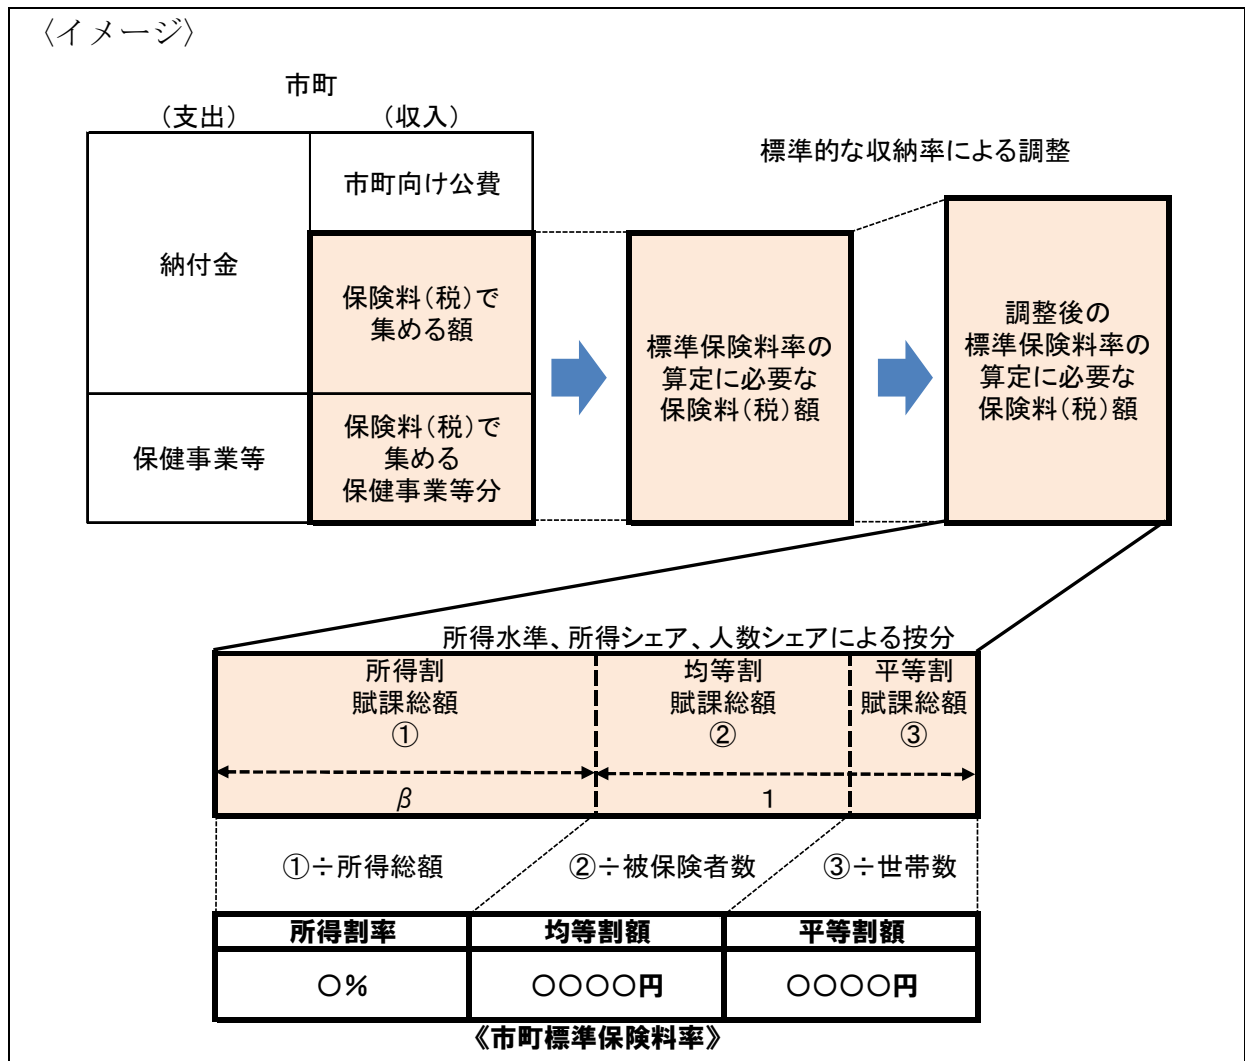 〈イメージ〉
市町
（支出）
（収入）
標準的な収納率による調整
市町向け公費
納付金
保険料（税）で
集める額
標準保険料率の
算定に必要な
保険料（税）額
調整後の
標準保険料率の
算定に必要な
保険料（税）額
保健事業等
保険料（税）で
集める
保健事業等分
所得水準、所得シェア、人数シェアによる按分
所得割
賦課総額
①
均等割
賦課総額
②
平等割
賦課総額
③
β
1
①÷所得総額
②÷被保険者数
③÷世帯数
所得割率
均等割額
平等割額
○%
○○○○円
○○○○円
《市町標準保険料率》